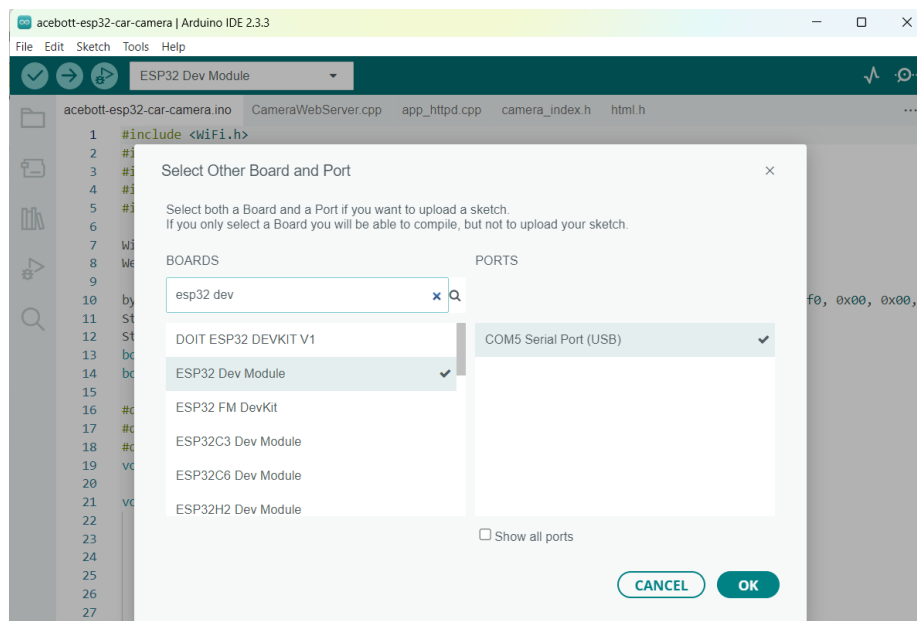 acebott-esp32-car-camera | Arduino IDE 2.3.3
File Edit Sketch Tools Help
ESP32 Dev Module
acebott-esp32-car-camera.ino CameraWebServer.cpp app_httpd.cpp camera_index.h html.h ...
1 #include <WiFi.h>
2 #i
3 #i
4 #i
5 #i
6
7 Wi
8 We
9
10 by f0, 0x00, 0x00,
11 St
12 St
13 bo
14 bo
15
16 #d
17 #d
18 #d
19 vo
20
21 vo
22
23
24
25
26
27
Select Other Board and Port
Select both a Board and a Port if you want to upload a sketch.
If you only select a Board you will be able to compile, but not to upload your sketch.
BOARDS PORTS
esp32 dev
DOIT ESP32 DEVKIT V1 COM5 Serial Port (USB)
ESP32 Dev Module
ESP32 FM DevKit
ESP32C3 Dev Module
ESP32C6 Dev Module
ESP32H2 Dev Module
Show all ports
CANCEL OK